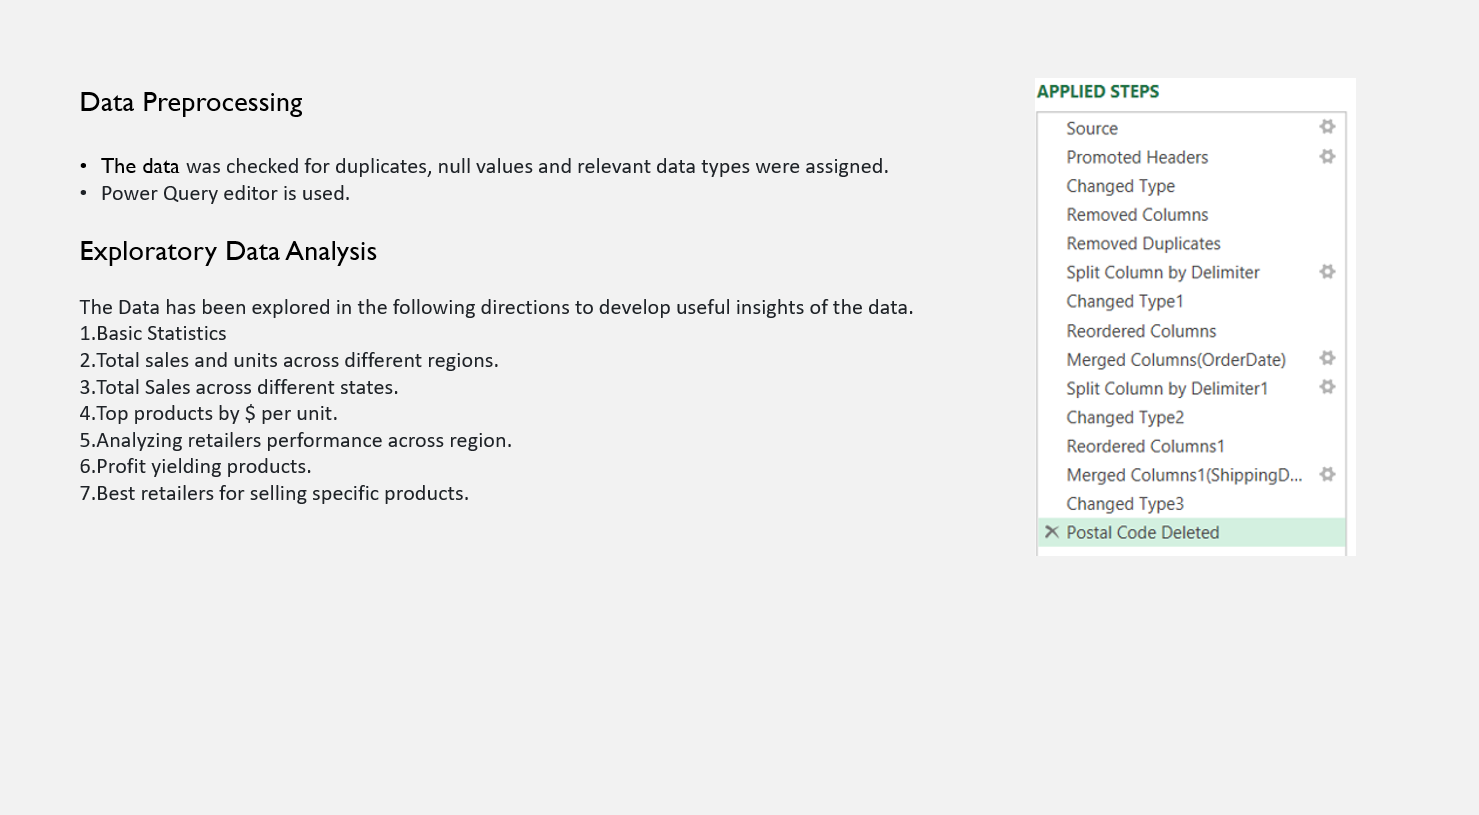 Data Preprocessing
• The data was checked for duplicates, null values and relevant data types were assigned.
• Power Query editor is used.
Exploratory Data Analysis
The Data has been explored in the following directions to develop useful insights of the data.
1.Basic Statistics
2.Total sales and units across different regions.
3.Total Sales across different states.
4.Top products by $ per unit.
5.Analyzing retailers performance across region.
6.Profit yielding products.
7.Best retailers for selling specific products.
APPLIED STEPS
Source
Promoted Headers
Changed Type
Removed Columns
Removed Duplicates
Split Column by Delimiter
Changed Type1
Reordered Columns
Merged Columns(OrderDate)
Split Column by Delimiter1
Changed Type2
Reordered Columns1
Merged Columns1(ShippingD...
Changed Type3
Postal Code Deleted